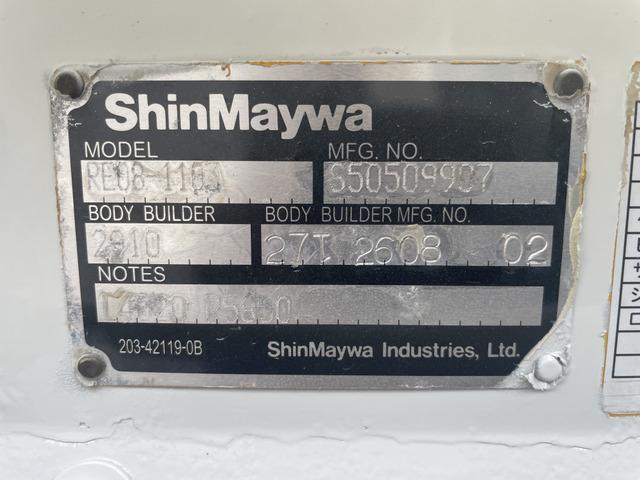 ShinMaywa
MODEL MFG. NO.
RE08-1103 S50509907
BODY BUILDER BODY BUILDER MFG. NO.
2910 27T 2608 02
NOTES
203-42119-0B ShinMaywa Industries, Ltd.